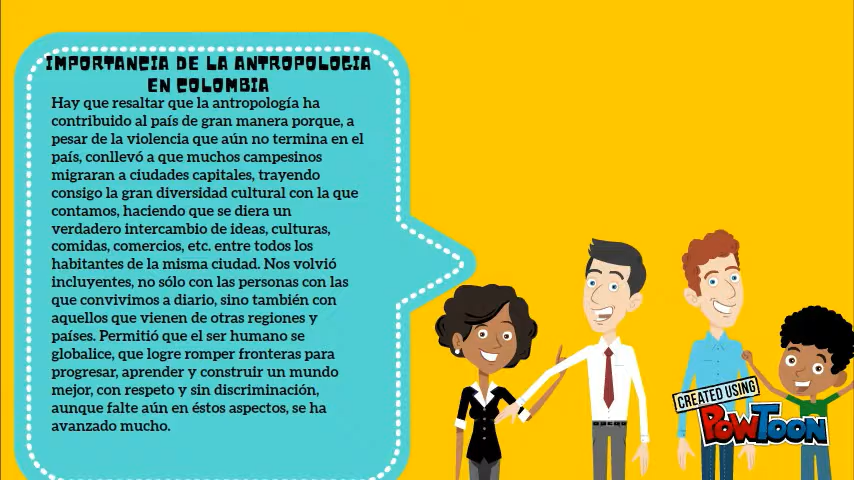 IMPORTANCIA DE LA ANTROPOLOGIA
EN COLOMBIA
Hay que resaltar que la antropología ha
contribuido al país de gran manera porque, a
pesar de la violencia que aún no termina en el
país, conllevó a que muchos campesinos
migraran a ciudades capitales, trayendo
consigo la gran diversidad cultural con la que
contamos, haciendo que se diera un
verdadero intercambio de ideas, culturas,
comidas, comercios, etc. entre todos los
habitantes de la misma ciudad. Nos volvió
incluyentes, no sólo con las personas con las
que convivimos a diario, sino también con
aquellos que vienen de otras regiones y
países. Permitió que el ser humano se
globalice, que logre romper fronteras para
progresar, aprender y construir un mundo
mejor, con respeto y sin discriminación,
aunque falte aún en éstos aspectos, se ha
avanzado mucho.
CREATED USING
POWTOON